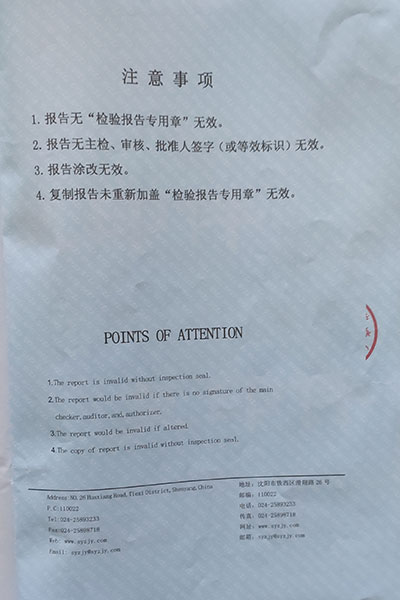 注意事项
1. 报告无“检验报告专用章”无效。
2. 报告无主检、审核、批准人签字(或等效标识)无效。
3. 报告涂改无效。
4. 复制报告未重新加盖“检验报告专用章”无效。
POINTS OF ATTENTION
1.The report is invalid without inspection seal.
2.The report would be invalid if there is no signature of the main
checker,auditor,and,authorizer.
3.The report would be invalid if altered.
4.The copy of report is invalid without inspection seal.
Address:NO.26 Huaxiang Road,Tiexi District,Shenyang,China
P.C:110022
Tel:024-25893233
Fax:024-25898718
Web: www.syzjy.com
Email: syzjy@syzjy.com
地址: 沈阳市铁西区滑翔路 26 号
邮编: 110022
电话: 024-25893233
传真: 024-25898718
网址: www.syzjy.com
邮箱: syzjy@syzjy.com